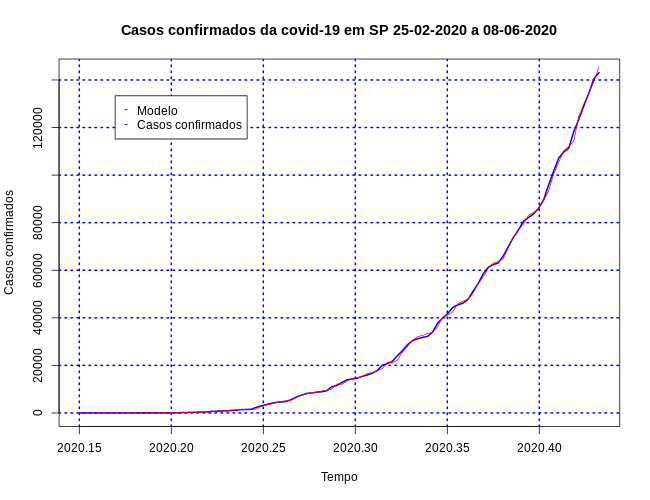 Casos confirmados da covid-19 em SP 25-02-2020 a 08-06-2020
Modelo
Casos confirmados
Casos confirmados
120000
80000
60000
40000
20000
0
2020.15 2020.20 2020.25 2020.30 2020.35 2020.40
Tempo